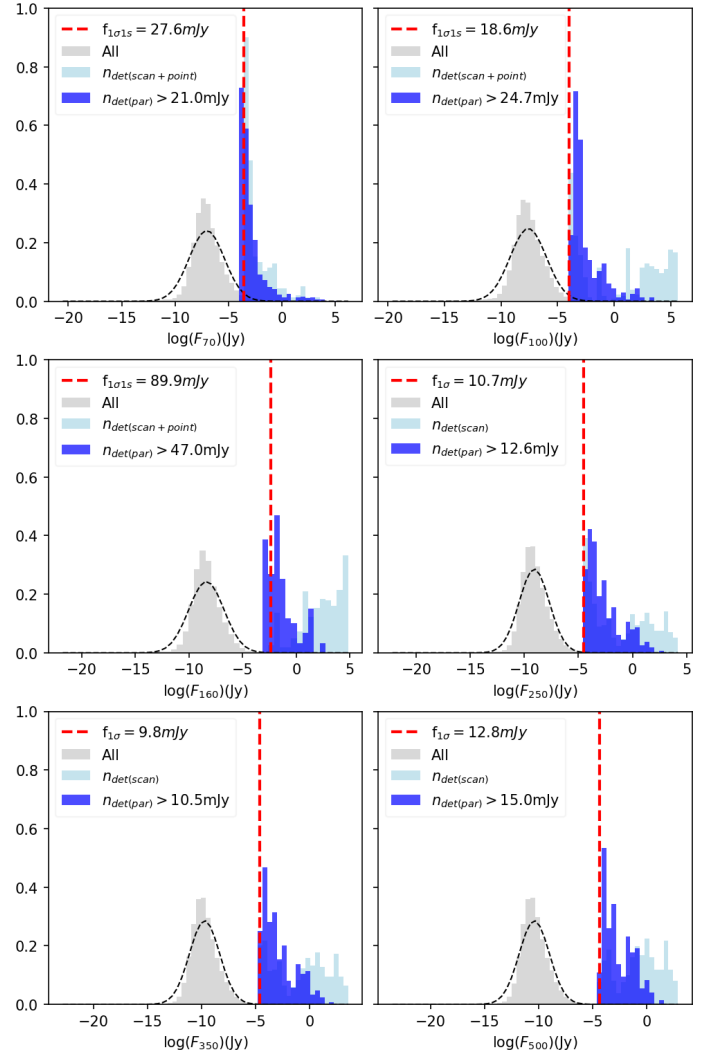 1.0
0.8
0.6
0.4
0.2
0.0
f1σ1s = 27.6mJy
All
ndet(scan + point)
ndet(par) > 21.0mJy
−20 −15 −10 −5 0 5
log(F70)(Jy)
f1σ1s = 18.6mJy
All
ndet(scan + point)
ndet(par) > 24.7mJy
−20 −15 −10 −5 0 5
log(F100)(Jy)
1.0
0.8
0.6
0.4
0.2
0.0
f1σ1s = 89.9mJy
All
ndet(scan + point)
ndet(par) > 47.0mJy
−20 −15 −10 −5 0 5
log(F160)(Jy)
f1σ = 10.7mJy
All
ndet(scan)
ndet(par) > 12.6mJy
−20 −15 −10 −5 0
log(F250)(Jy)
1.0
0.8
0.6
0.4
0.2
0.0
f1σ = 9.8mJy
All
ndet(scan)
ndet(par) > 10.5mJy
−20 −15 −10 −5 0
log(F350)(Jy)
f1σ = 12.8mJy
All
ndet(scan)
ndet(par) > 15.0mJy
−20 −15 −10 −5 0
log(F500)(Jy)